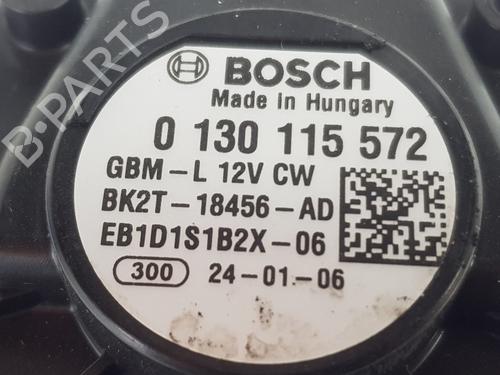 BOSCH
Made in Hungary
0 130 115 572
GBM-L 12V CW
BK2T-18456-AD
EB1D1S1B2X-06
300 24-01-06
B-PARTS